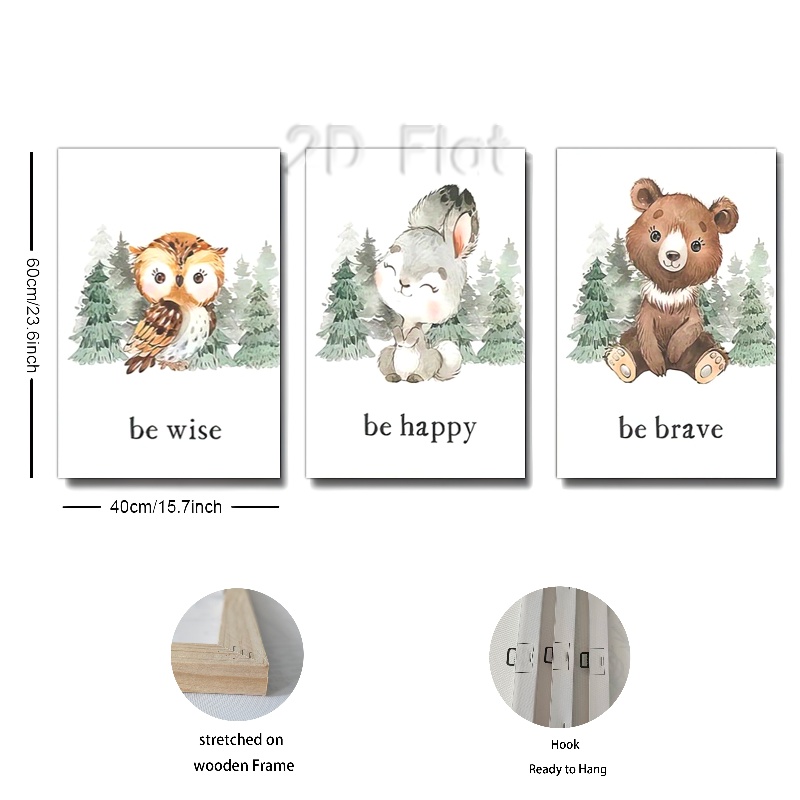 2D Flat
60cm/23.6inch
be wise
be happy
be brave
40cm/15.7inch
stretched on
wooden Frame
Hook
Ready to Hang